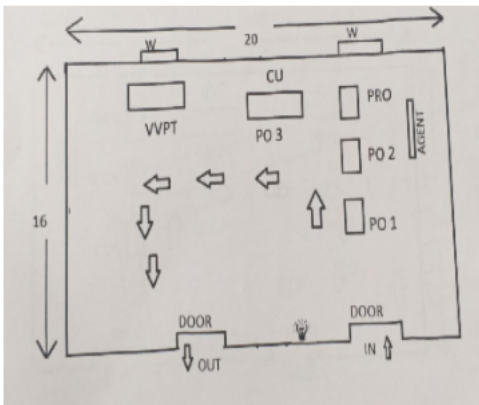 20
W
W
CU
PRO
VVPT
PO 3
AGENT
PO 2
16
PO 1
DOOR
DOOR
OUT
IN